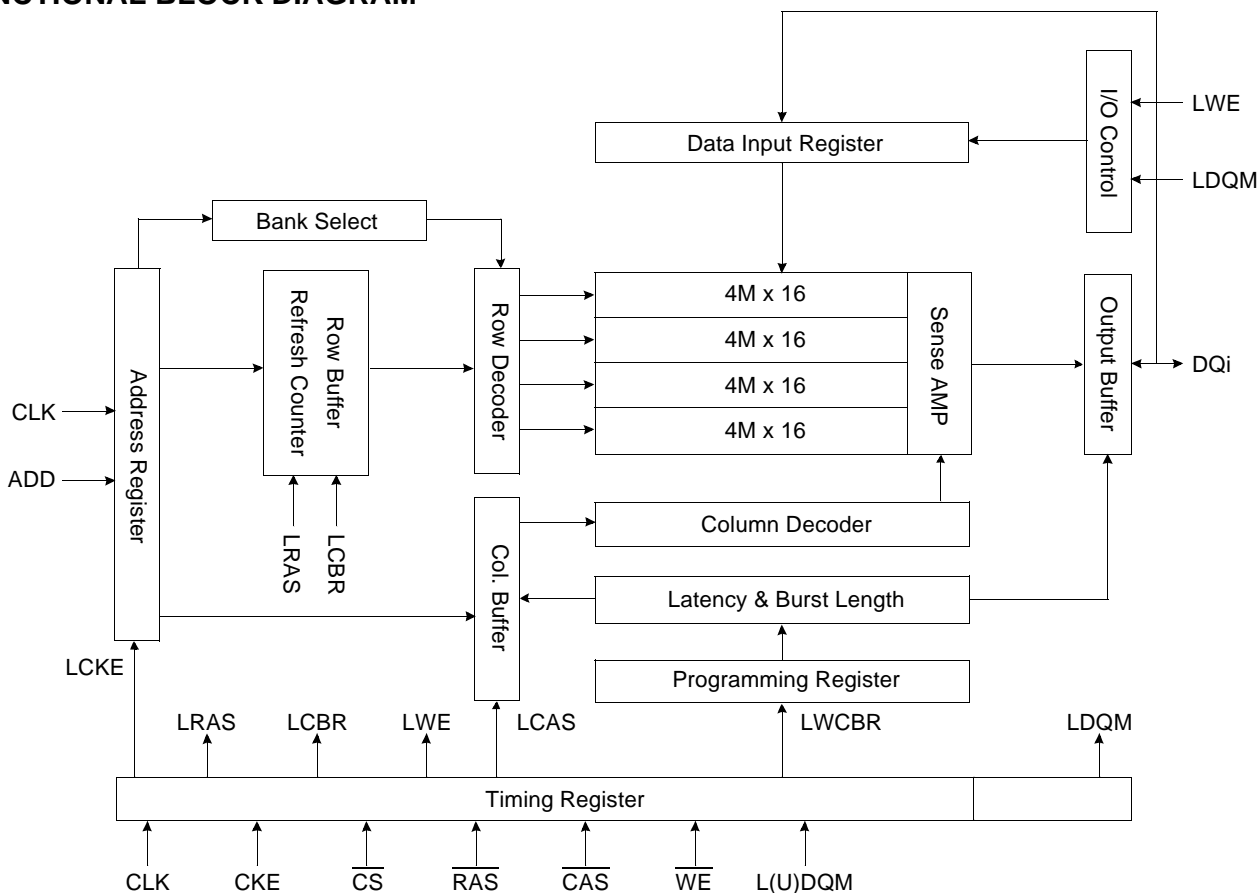 NCTIONAL BLOCK DIAGRAM
I/O Control
LWE
LDQM
Data Input Register
Bank Select
Address Register
CLK
ADD
Row Buffer
Refresh Counter
LRAS
LCBR
Row Decoder
4M x 16
4M x 16
4M x 16
4M x 16
Sense AMP
Output Buffer
DQi
Col. Buffer
Column Decoder
Latency & Burst Length
Programming Register
LCKE
LRAS
LCBR
LWE
LCAS
LWCBR
LDQM
Timing Register
CLK
CKE
CS
RAS
CAS
WE
L(U)DQM